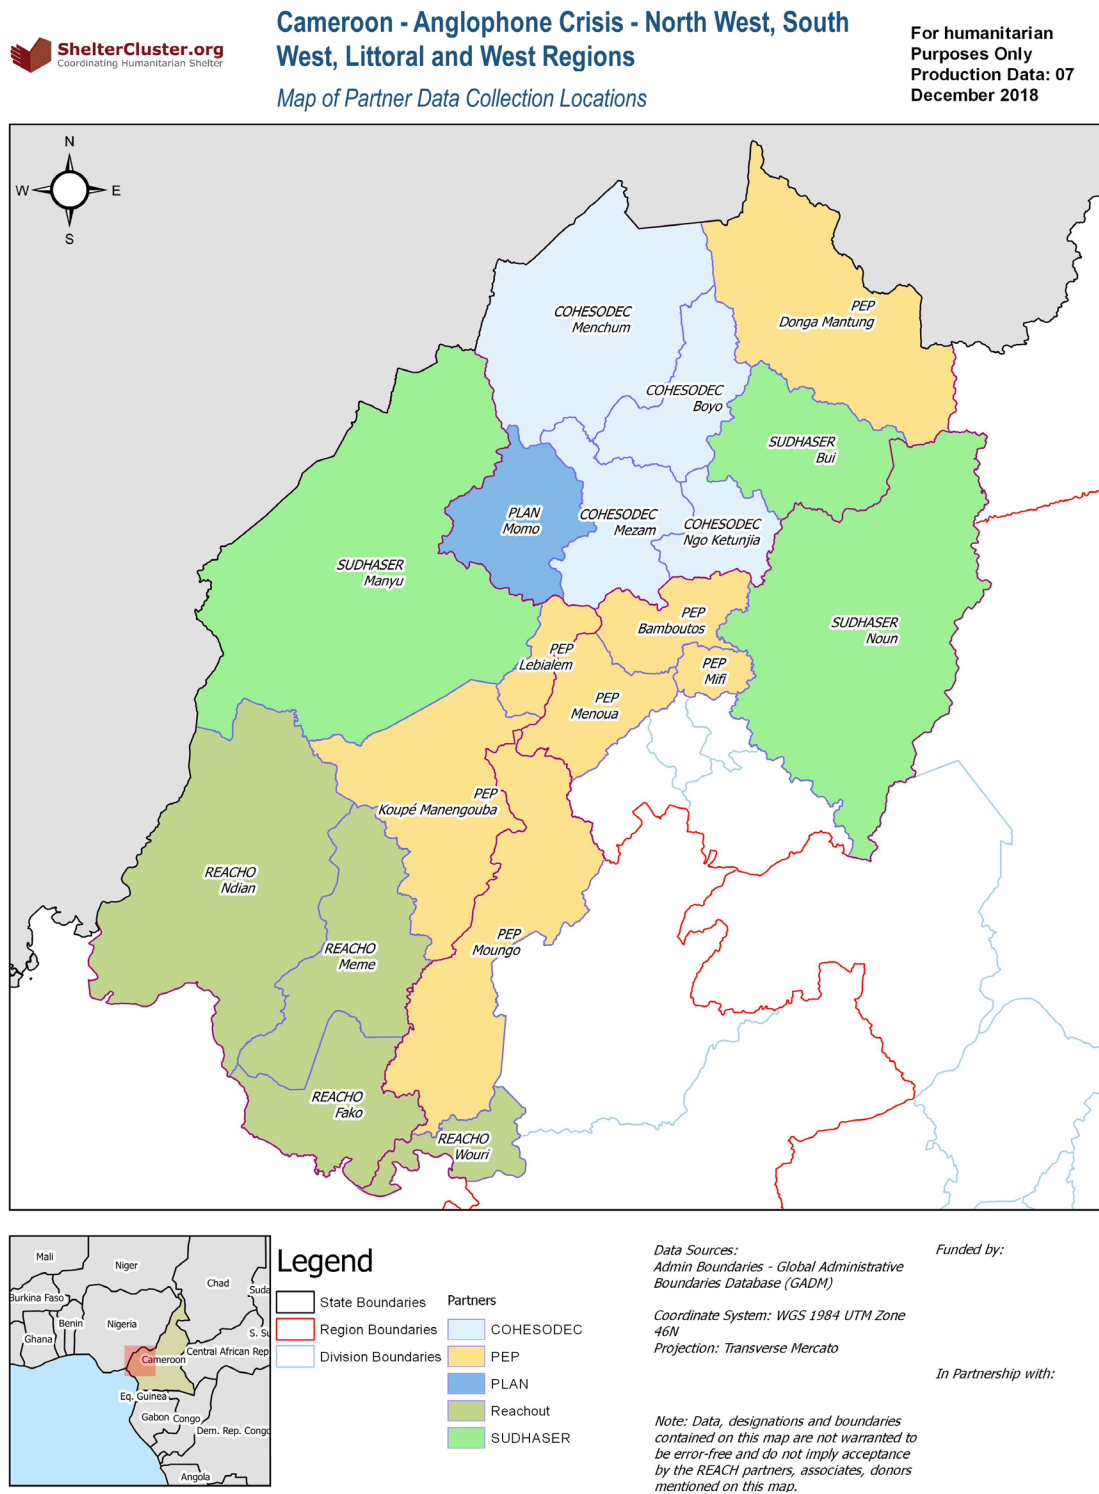 ShelterCluster.org
Coordinating Humanitarian Shelter
Cameroon - Anglophone Crisis - North West, South
West, Littoral and West Regions
Map of Partner Data Collection Locations
For humanitarian
Purposes Only
Production Data: 07
December 2018
N
W
E
S
PEP
Donga Mantung
COHESODEC
Menchum
COHESODEC
Boyo
SUDHASER
Bui
PLAN
Momo
COHESODEC
Mezam
COHESODEC
Ngo Ketunjia
SUDHASER
Manyu
PEP
Bamboutos
SUDHASER
Noun
PEP
Lebialem
PEP
Mifi
PEP
Menoua
PEP
Koupé Manengouba
REACHO
Ndian
REACHO
Meme
PEP
Moungo
REACHO
Fako
REACHO
Wouri
Mali
Niger
Chad
Suda
Burkina Faso
Benin
Nigeria
Ghana
S. Su
Central African Rep
Cameroon
Eq. Guinea
Gabon
Congo
Dem. Rep. Congo
Angola
Legend
State Boundaries
Region Boundaries
Division Boundaries
Partners
COHESODEC
PEP
PLAN
Reachout
SUDHASER
Data Sources:
Admin Boundaries - Global Administrative
Boundaries Database (GADM)
Coordinate System: WGS 1984 UTM Zone
46N
Projection: Transverse Mercato
Note: Data, designations and boundaries
contained on this map are not warranted to
be error-free and do not imply acceptance
by the REACH partners, associates, donors
mentioned on this map.
Funded by:
In Partnership with: